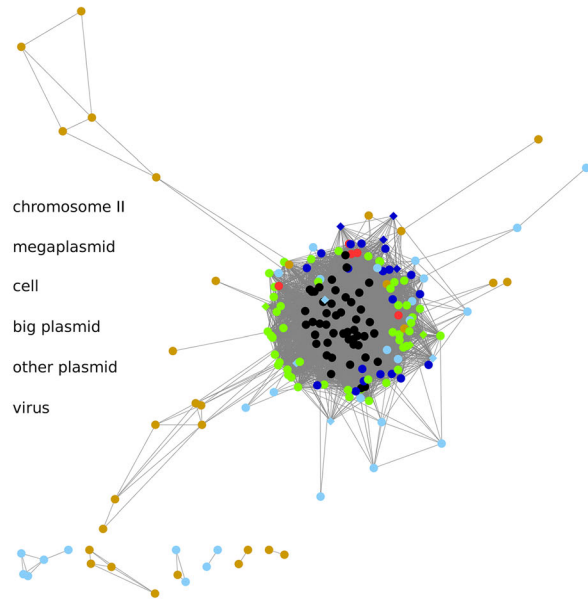 chromosome II
megaplasmid
cell
big plasmid
other plasmid
virus